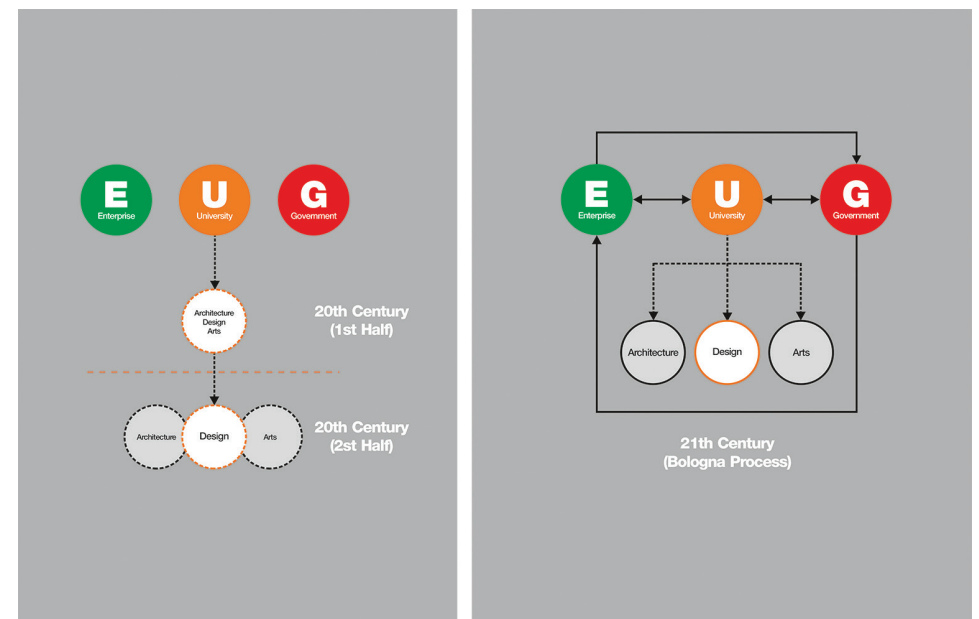 E
Enterprise
U
University
G
Government
Architecture
Design
Arts
20th Century
(1st Half)
Architecture
Design
Arts
20th Century
(2st Half)
E
Enterprise
U
University
G
Government
Architecture
Design
Arts
21th Century
(Bologna Process)